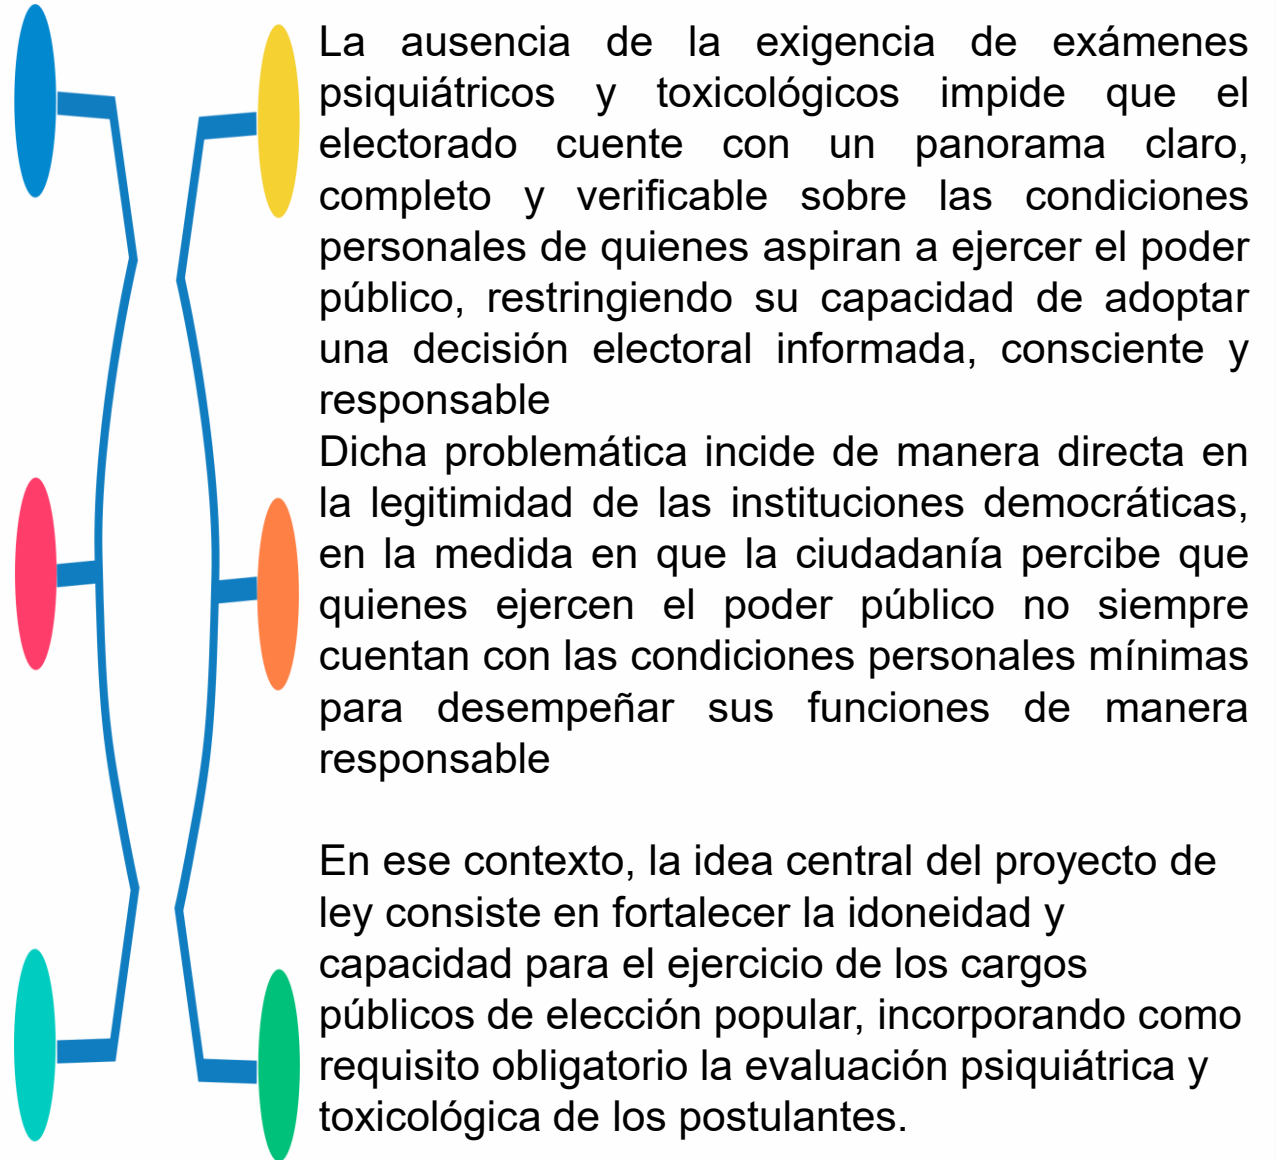 La ausencia de la exigencia de exámenes
psiquiátricos y toxicológicos impide que el
electorado cuente con un panorama claro,
completo y verificable sobre las condiciones
personales de quienes aspiran a ejercer el poder
público, restringiendo su capacidad de adoptar
una decisión electoral informada, consciente y
responsable
Dicha problemática incide de manera directa en
la legitimidad de las instituciones democráticas,
en la medida en que la ciudadanía percibe que
quienes ejercen el poder público no siempre
cuentan con las condiciones personales mínimas
para desempeñar sus funciones de manera
responsable
En ese contexto, la idea central del proyecto de
ley consiste en fortalecer la idoneidad y
capacidad para el ejercicio de los cargos
públicos de elección popular, incorporando como
requisito obligatorio la evaluación psiquiátrica y
toxicológica de los postulantes.